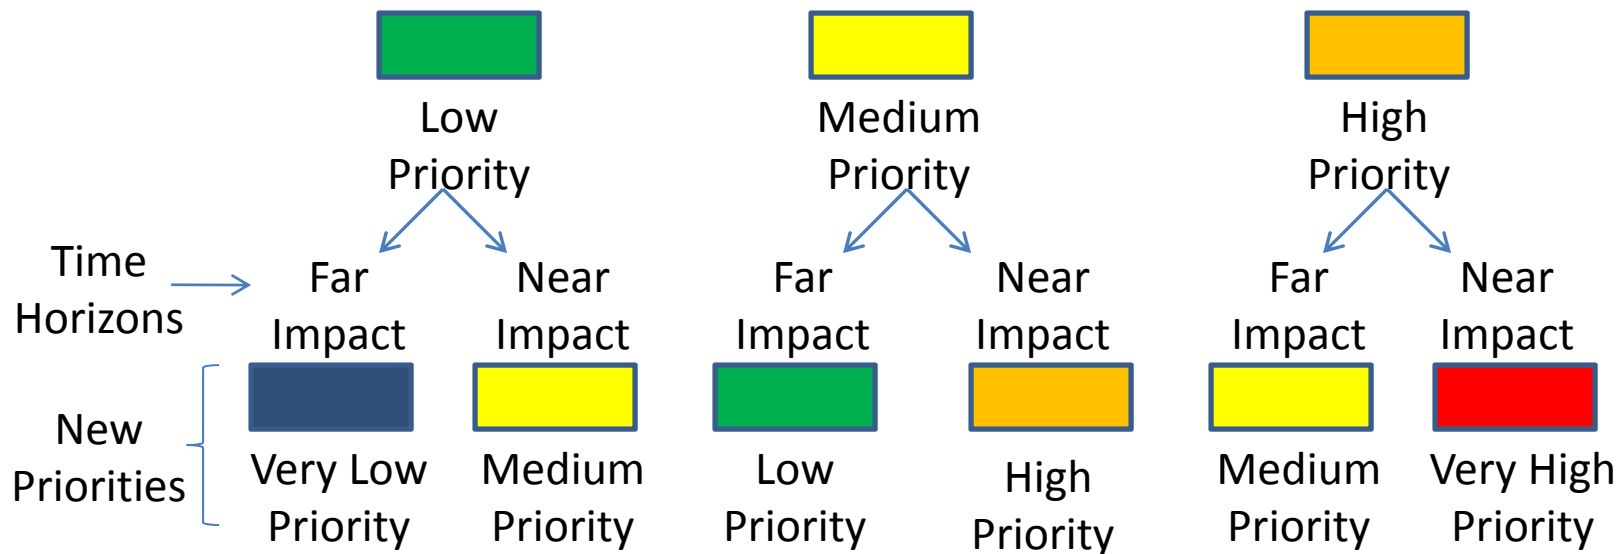 Low
Priority
Medium
Priority
High
Priority
Time
Horizons
Far
Impact
Near
Impact
Far
Impact
Near
Impact
Far
Impact
Near
Impact
New
Priorities
Very Low
Priority
Medium
Priority
Low
Priority
High
Priority
Medium
Priority
Very High
Priority